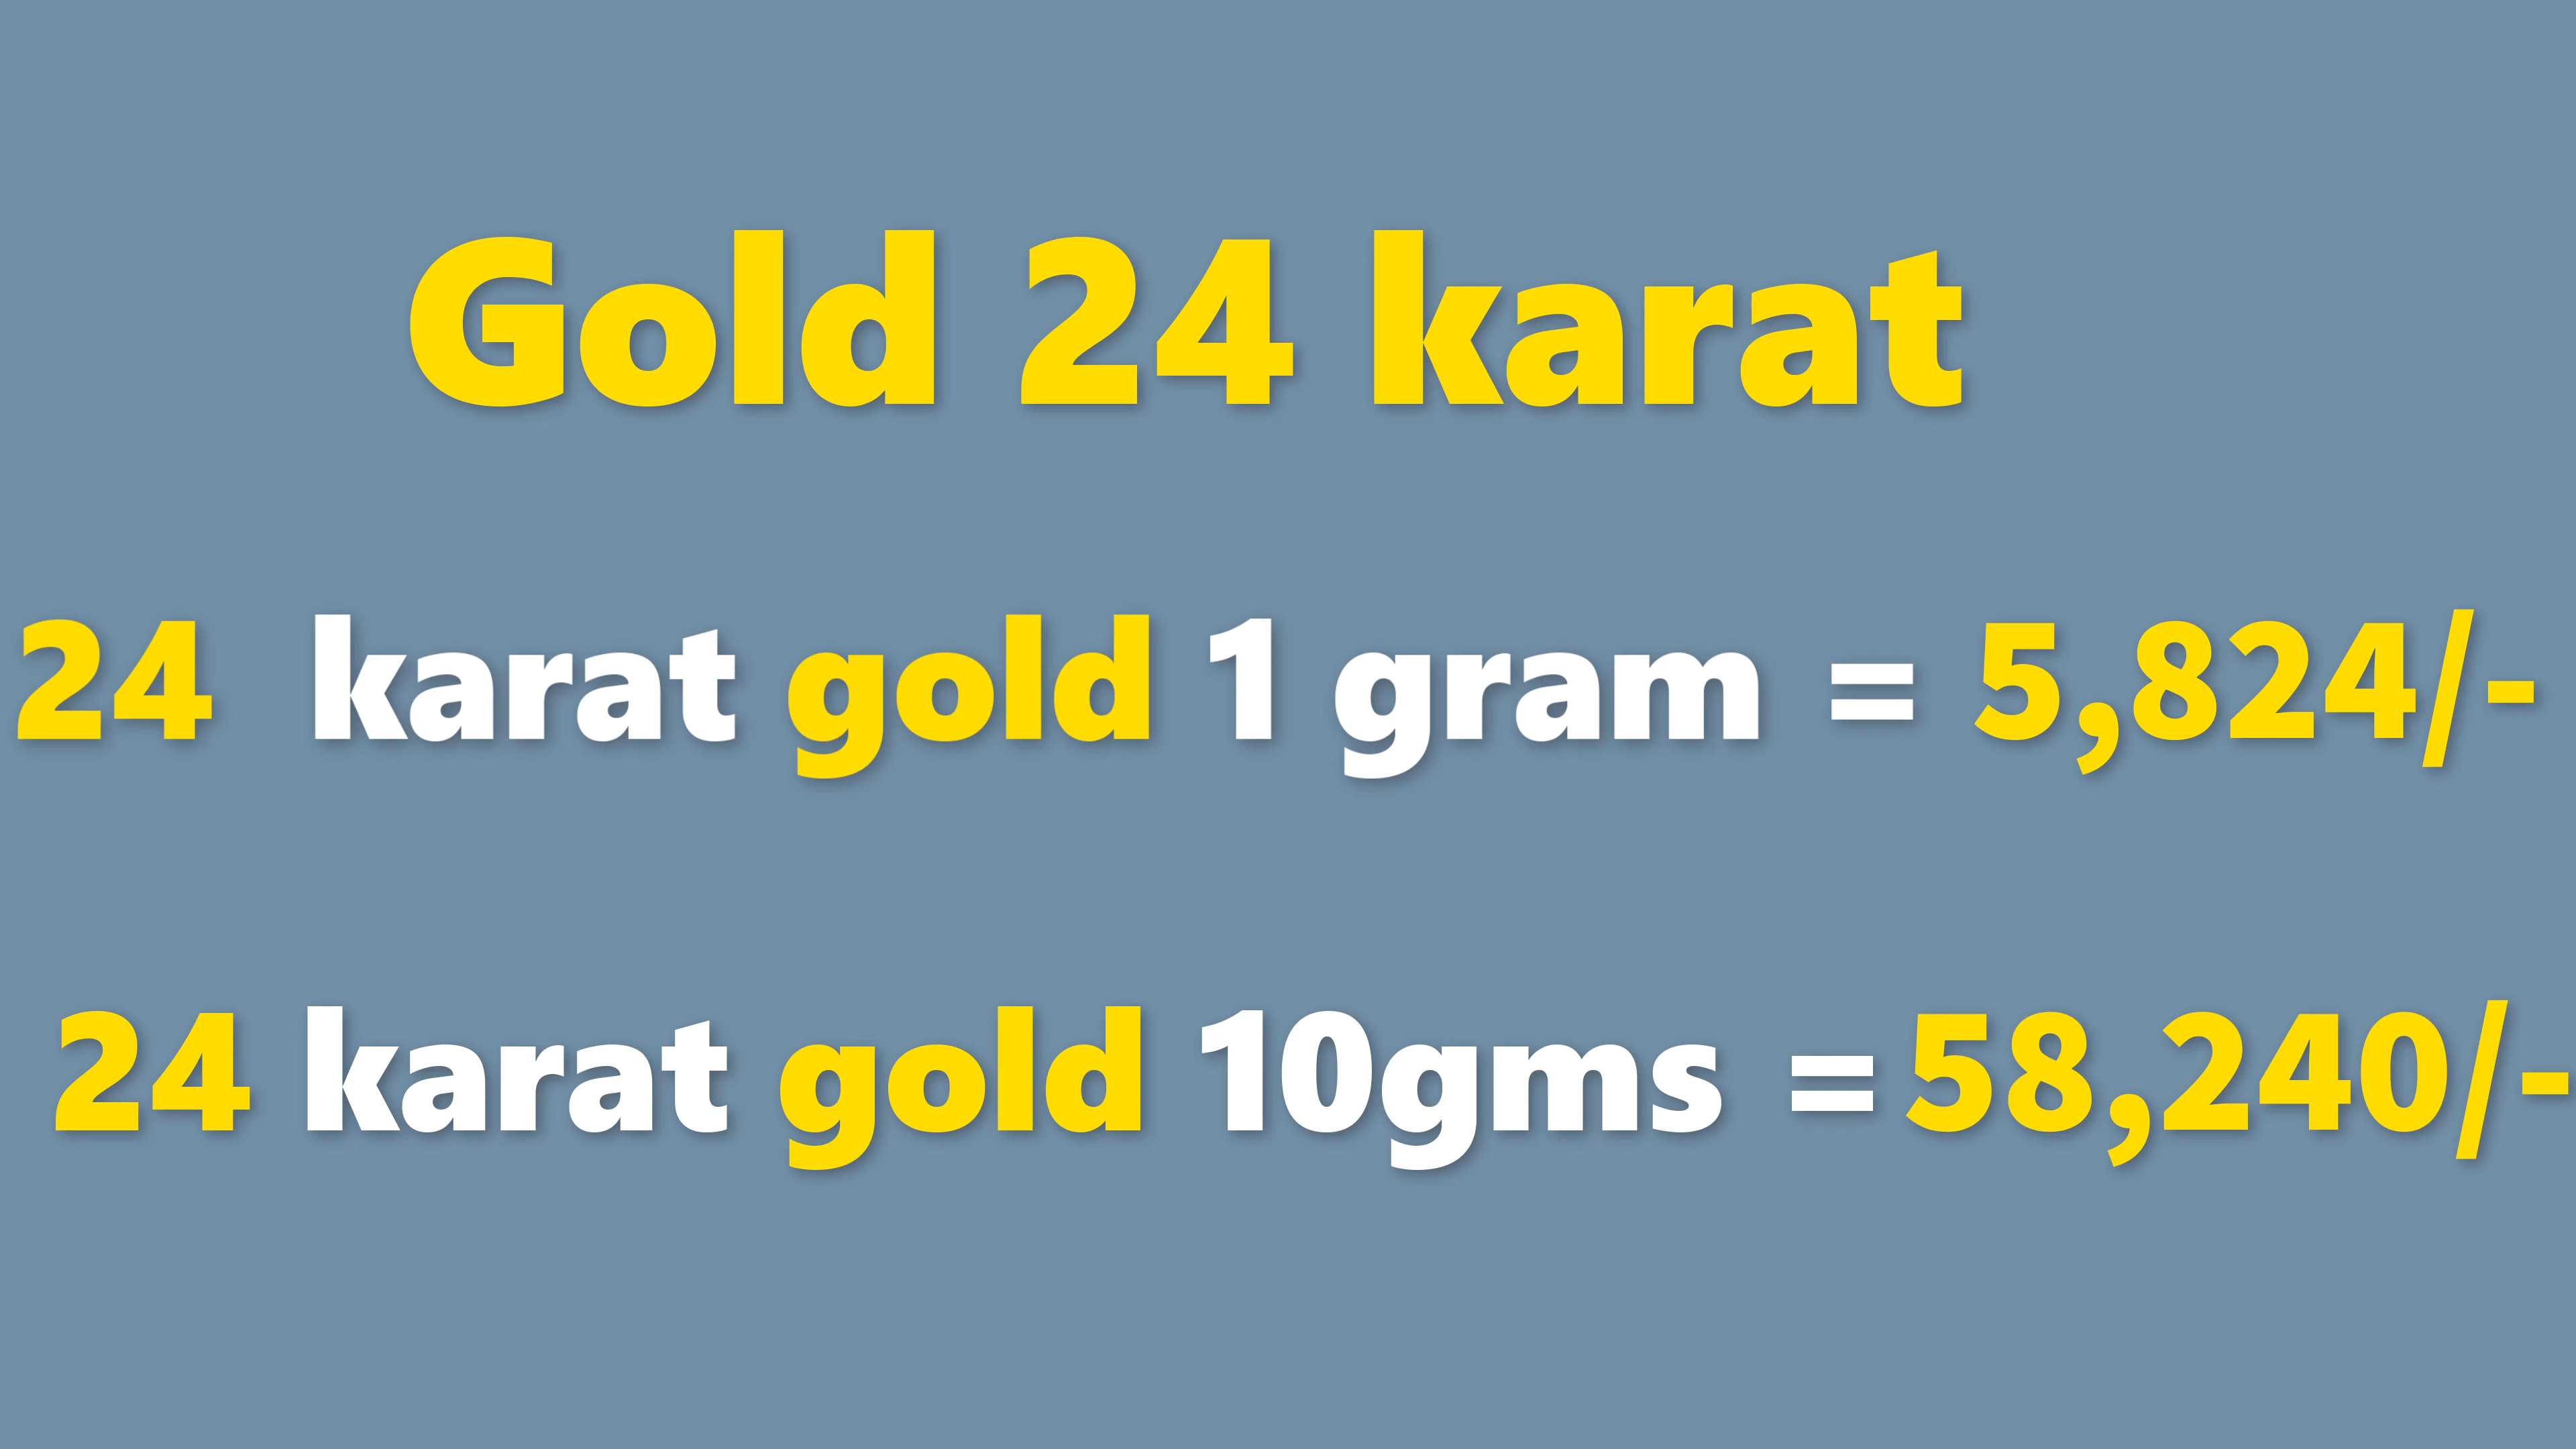 Gold 24 karat
24 karat gold 1 gram = 5,824/-
24 karat gold 10gms =58,240/-